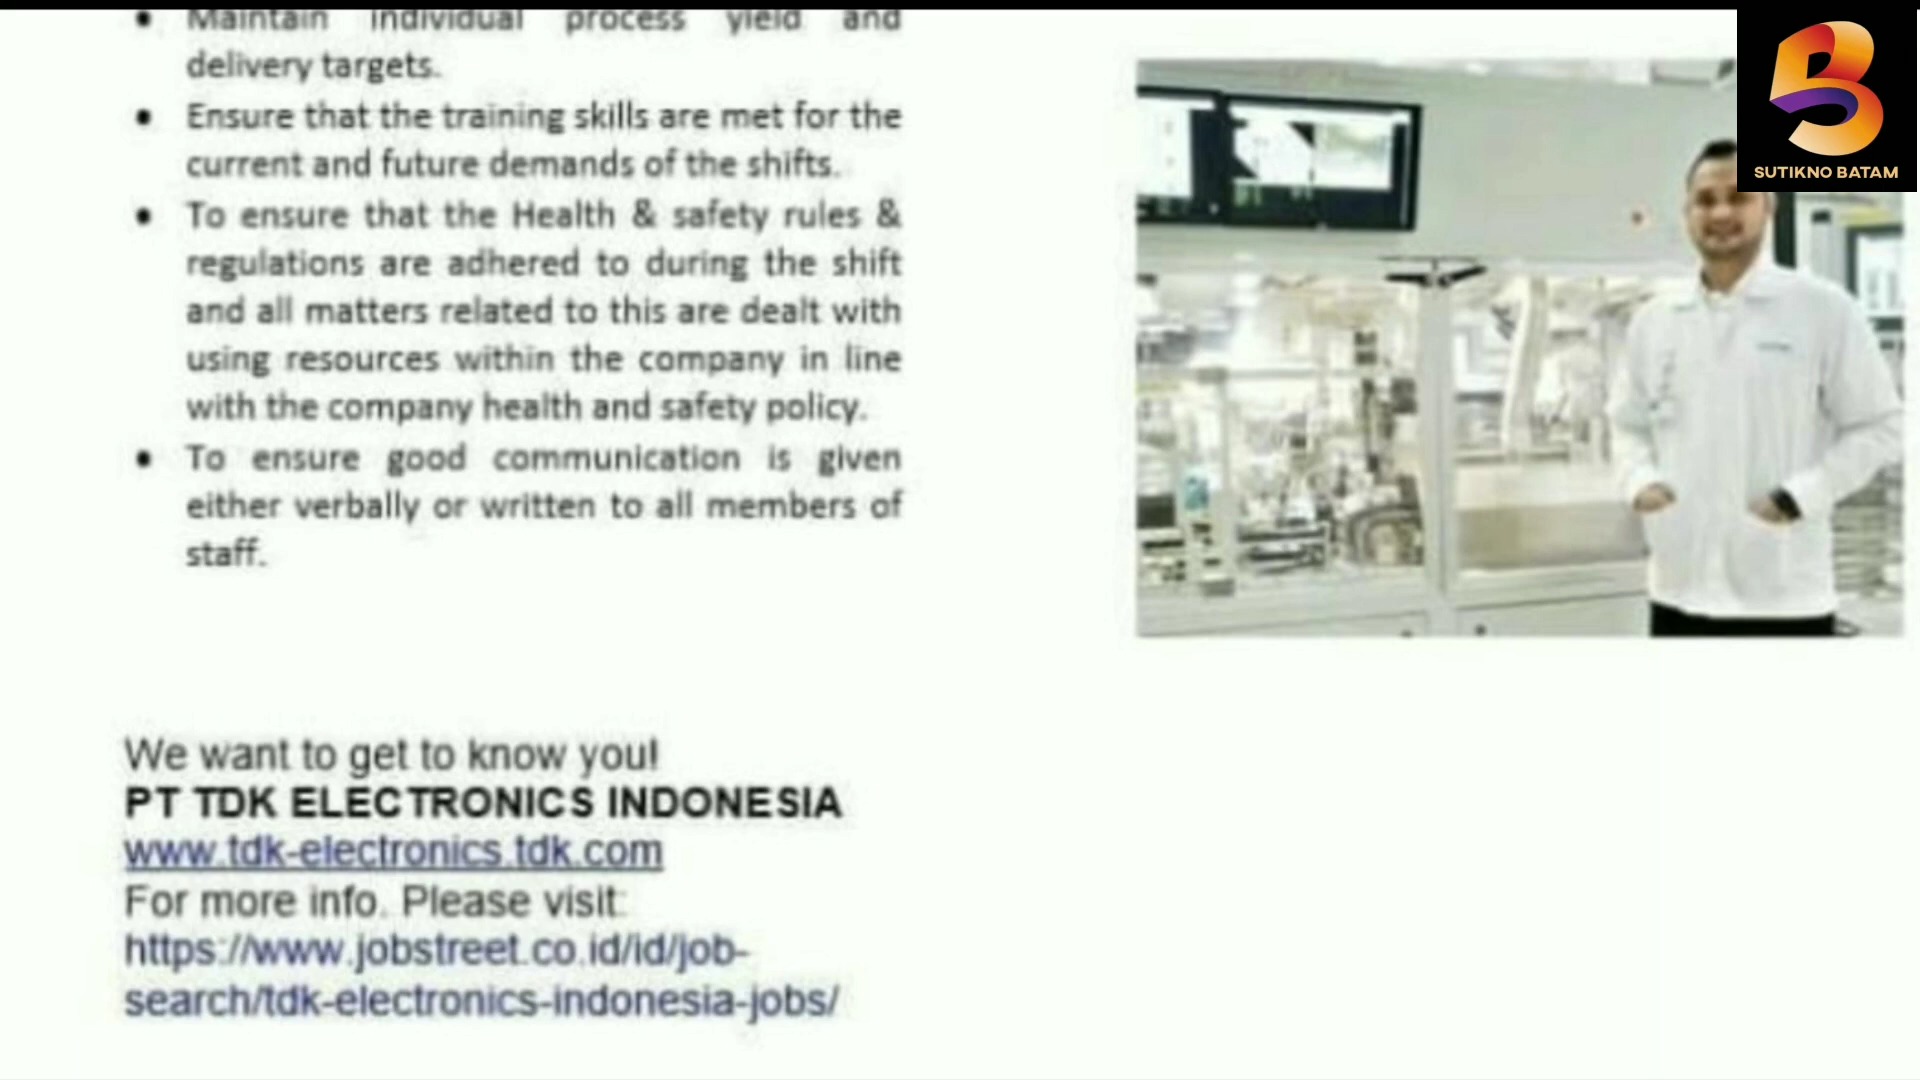 Maintain individual process yield and
delivery targets.
Ensure that the training skills are met for the
current and future demands of the shifts.
To ensure that the Health & safety rules &
regulations are adhered to during the shift
and all matters related to this are dealt with
using resources within the company in line
with the company health and safety policy.
To ensure good communication is given
either verbally or written to all members of
staff.
We want to get to know you!
PT TDK ELECTRONICS INDONESIA
www.tdk-electronics.tdk.com
For more info. Please visit:
https://www.jobstreet.co.id/id/job-
search/tdk-electronics-indonesia-jobs/
SUTIKNO BATAM